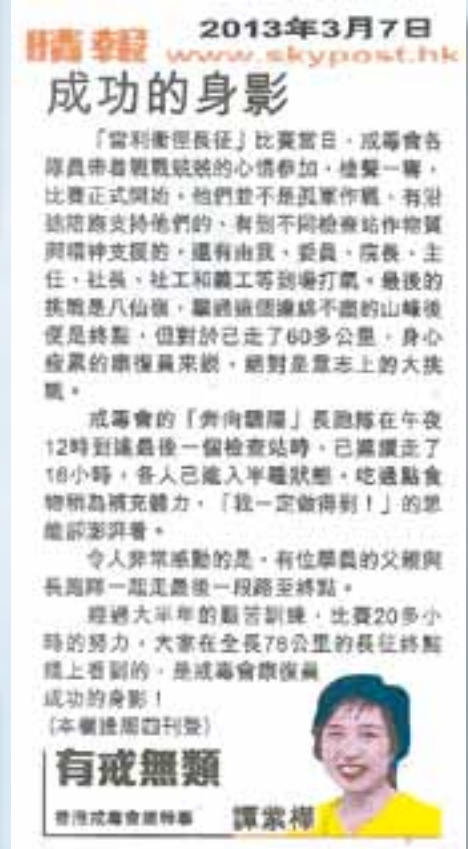 晴報
2013年3月7日
www.skypost.hk
成功的身影
「雷利衛徑長征」比賽當日，戒毒會各
隊員帶着戰戰兢兢的心情參加，槍聲一響，
比賽正式開始。他們並不是孤軍作戰，有沿
途陪跑支持他們的，有到不同檢查站作物質
與精神支援的，還有由我、委員、院長、主
任、社長、社工和義工等到場打氣。最後的
挑戰是八仙嶺，攀過這個連綿不盡的山峰後
便是終點，但對於已走了60多公里，身心
疲累的康復員來說，絕對是意志上的大挑
戰。
戒毒會的「奔向驕陽」長跑隊在午夜
12時到達最後一個檢查站時，已繼續走了
16小時，各人已進入半睡狀態，吃過點食
物稍為補充體力，「我一定做得到！」的思
能卻澎湃着。
令人非常感動的是，有位學員的父親與
長跑隊一起走最後一段路至終點。
經過大半年的艱苦訓練，比賽20多小
時的努力，大家在全長78公里的長征終點
線上看到的，是戒毒會康復員
成功的身影！
（本欄逢周四刊登）
有戒無類
香港戒毒會總幹事 譚紫樺